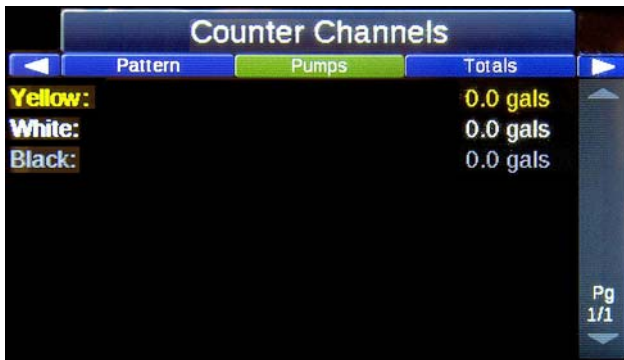 Counter Channels
Pattern Pumps Totals
Yellow: 0.0 gals
White: 0.0 gals
Black: 0.0 gals
Pg
1/1